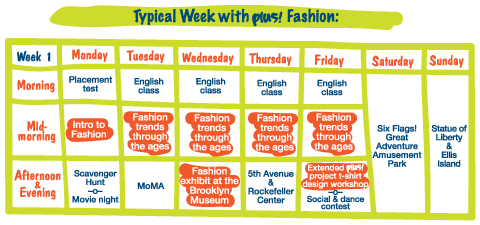 Typical Week with plus! Fashion:
Week 1 Monday Tuesday Wednesday Thursday Friday Saturday Sunday
Morning
Placement
test
English
class
English
class
English
class
English
class
Mid-
morning
Intro to
Fashion
Fashion
trends
through
the ages
Fashion
trends
through
the ages
Fashion
trends
through
the ages
Fashion
trends
through
the ages
Afternoon
&
Evening
Scavenger
Hunt
-o-
Movie night
MoMA
Fashion
exhibit at the
Brooklyn
Museum
5th Avenue
&
Rockefeller
Center
Extended plus!
project t-shirt
design workshop
-o-
Social & dance
contest
Six Flags!
Great
Adventure
Amusement
Park
Statue of
Liberty
& Ellis
Island